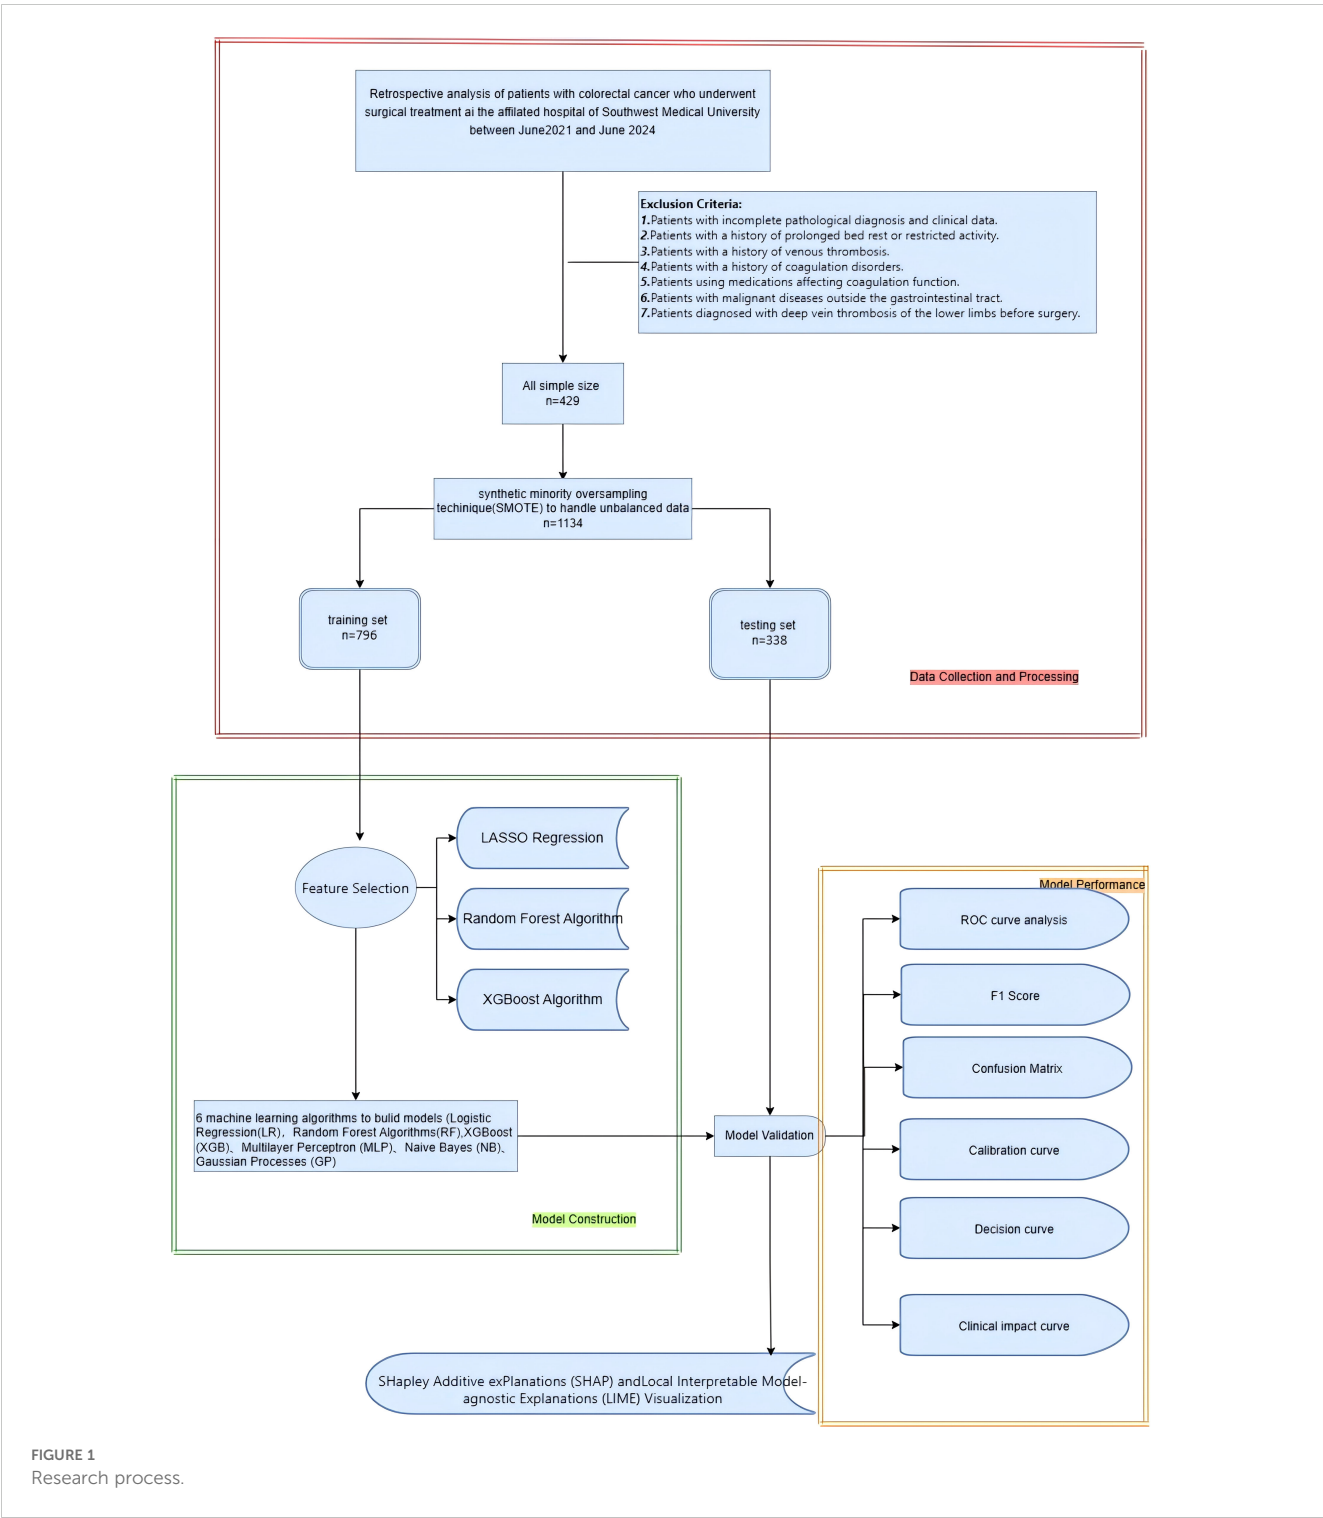 Retrospective analysis of patients with colorectal cancer who underwent
surgical treatment ai the affilated hospital of Southwest Medical University
between June2021 and June 2024
Exclusion Criteria:
1.Patients with incomplete pathological diagnosis and clinical data.
2.Patients with a history of prolonged bed rest or restricted activity.
3.Patients with a history of venous thrombosis.
4.Patients with a history of coagulation disorders.
5.Patients using medications affecting coagulation function.
6.Patients with malignant diseases outside the gastrointestinal tract.
7.Patients diagnosed with deep vein thrombosis of the lower limbs before surgery.
All simple size
n=429
synthetic minority oversampling
techinique(SMOTE) to handle unbalanced data
n=1134
training set
n=796
testing set
n=338
Data Collection and Processing
Feature Selection
LASSO Regression
Random Forest Algorithm
XGBoost Algorithm
6 machine learning algorithms to bulid models (Logistic
Regression(LR)，Random Forest Algorithms(RF),XGBoost
(XGB)、Multilayer Perceptron (MLP)、Naive Bayes (NB)、
Gaussian Processes (GP)
Model Construction
Model Validation
Model Performance
ROC curve analysis
F1 Score
Confusion Matrix
Calibration curve
Decision curve
Clinical impact curve
SHapley Additive exPlanations (SHAP) andLocal Interpretable Model-
agnostic Explanations (LIME) Visualization
FIGURE 1
Research process.